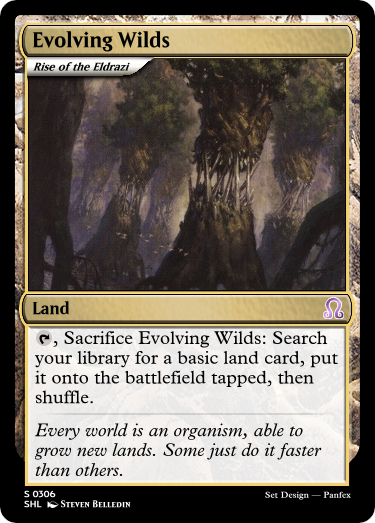 Evolving Wilds
Rise of the Eldrazi
Land
, Sacrifice Evolving Wilds: Search
your library for a basic land card, put
it onto the battlefield tapped, then
shuffle.
Every world is an organism, able to
grow new lands. Some just do it faster
than others.
S 0306
SHL Steven Belledin
Set Design — Panfex